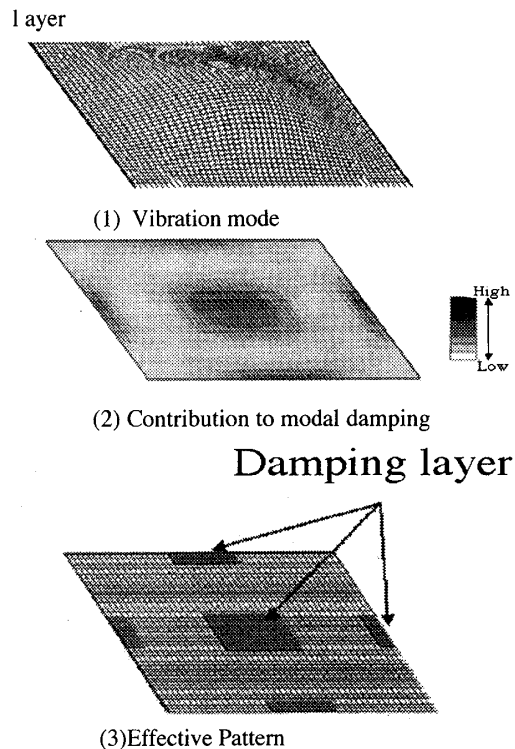 l ayer
(1) Vibration mode
High
Low
(2) Contribution to modal damping
Damping layer
(3)Effective Pattern